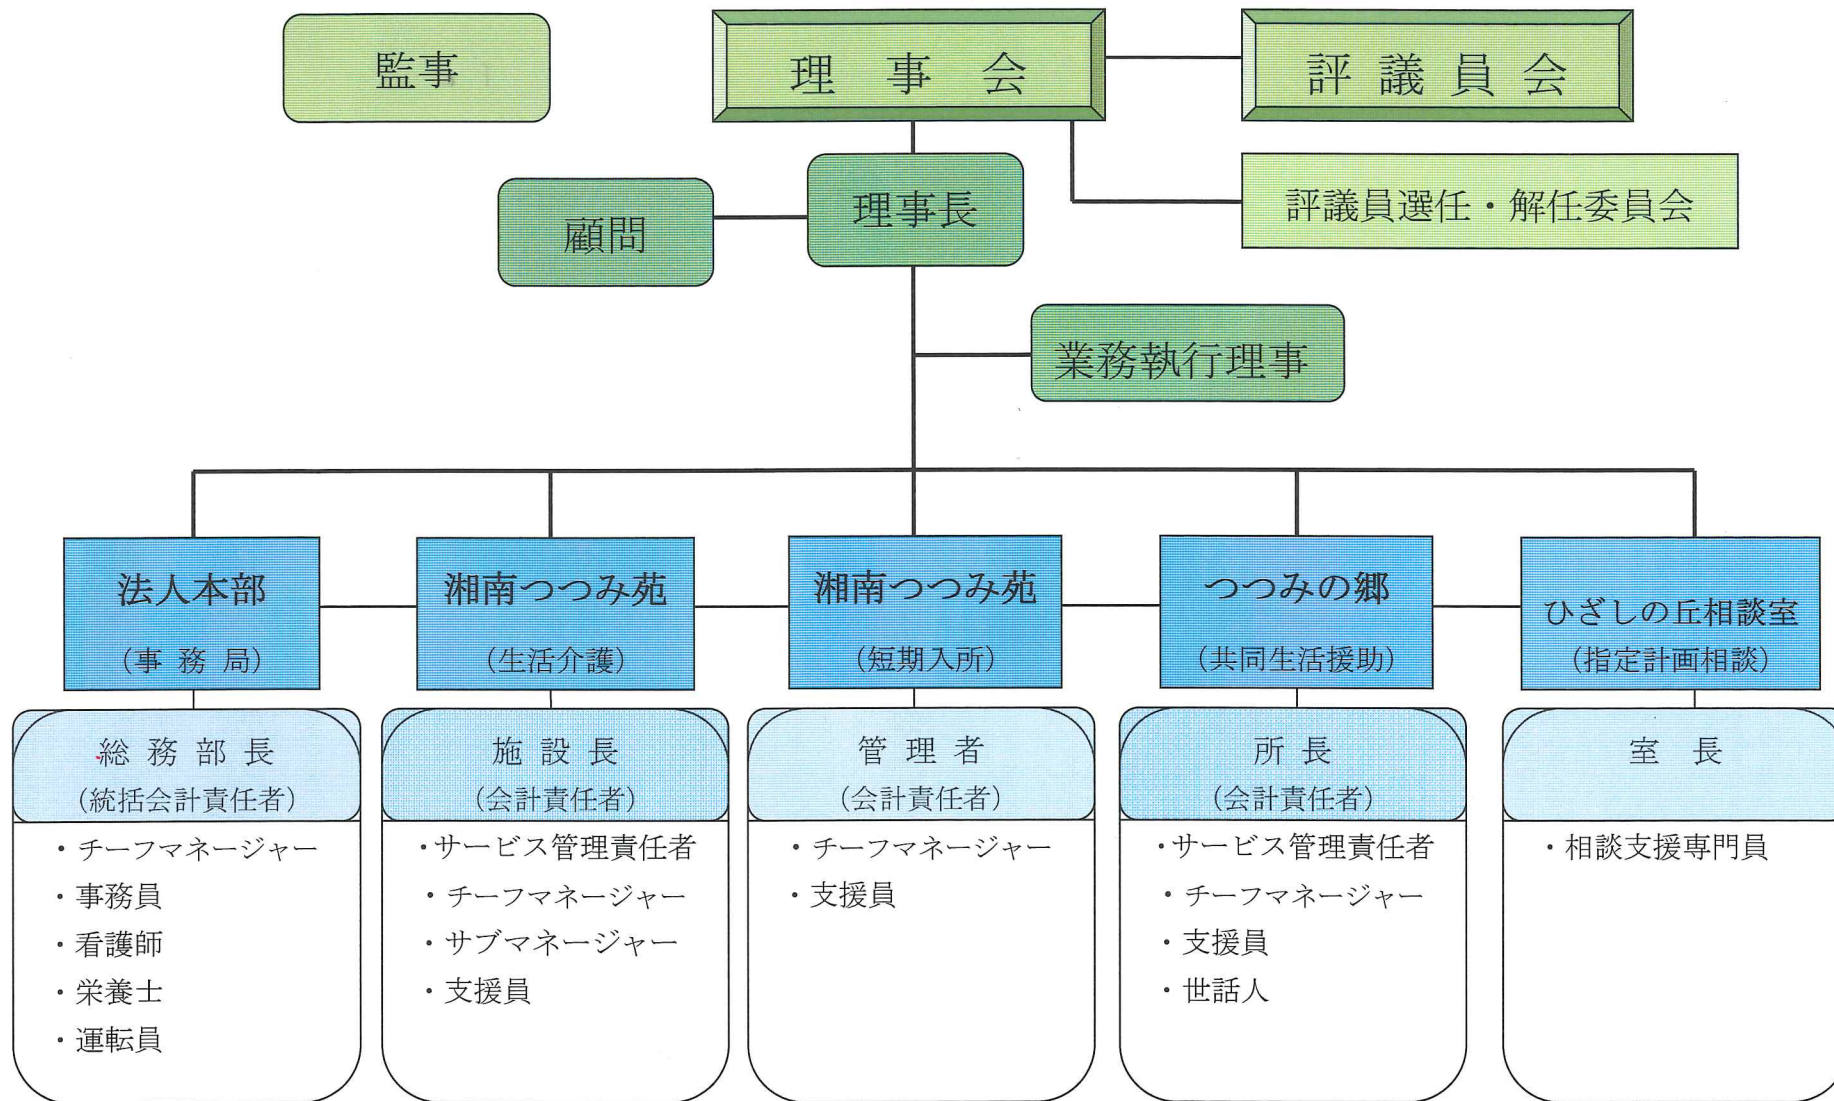 監事
理事会
評議員会
顧問
理事長
評議員選任・解任委員会
業務執行理事
法人本部
（事務局）
湘南つつみ苑
（生活介護）
湘南つつみ苑
（短期入所）
つつみの郷
（共同生活援助）
ひざしの丘相談室
（指定計画相談）
総務部長
（統括会計責任者）
・チーフマネージャー
・事務員
・看護師
・栄養士
・運転員
施設長
（会計責任者）
・サービス管理責任者
・チーフマネージャー
・サブマネージャー
・支援員
管理者
（会計責任者）
・チーフマネージャー
・支援員
所長
（会計責任者）
・サービス管理責任者
・チーフマネージャー
・支援員
・世話人
室長
・相談支援専門員